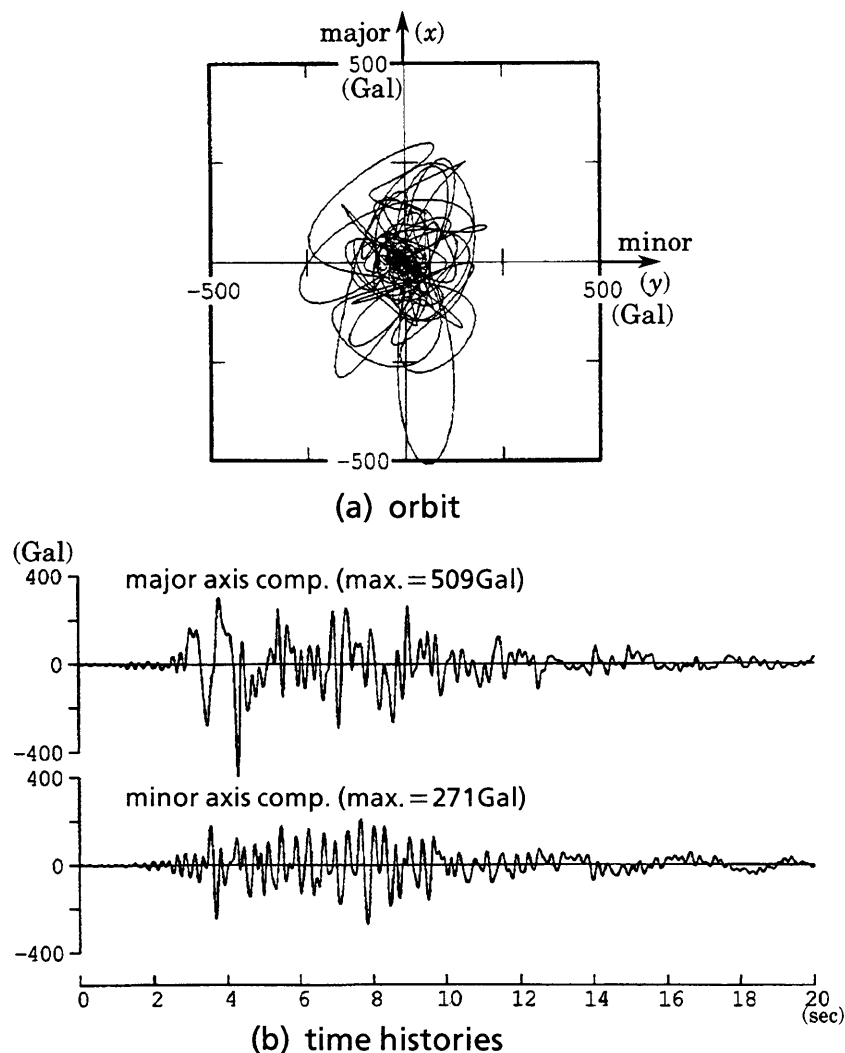 major (x)
500
(Gal)
minor
-500
500 (y)
(Gal)
-500
(a) orbit
(Gal)
400
major axis comp. (max.=509Gal)
0
-400
400
minor axis comp. (max.=271Gal)
0
-400
0 2 4 6 8 10 12 14 16 18 20
(sec)
(b) time histories